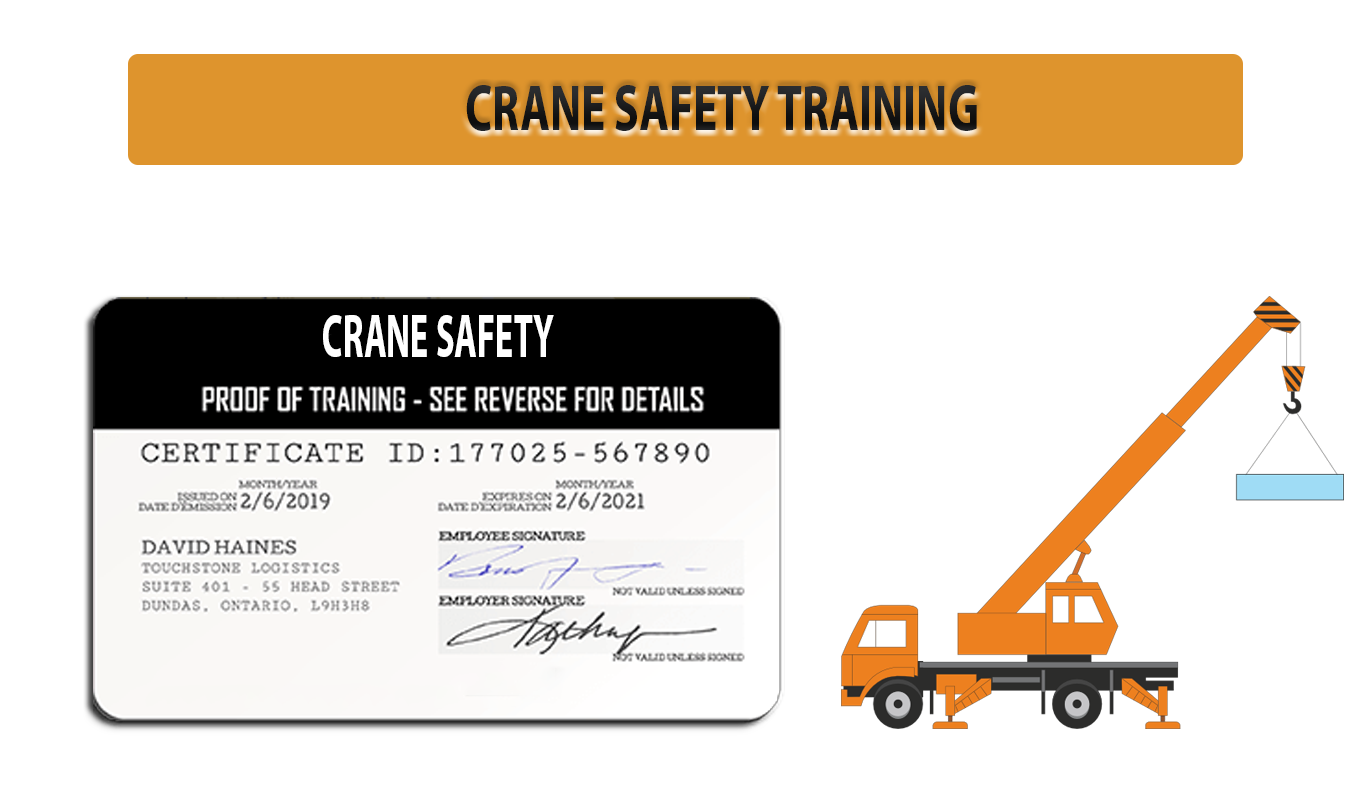 CRANE SAFETY TRAINING
CRANE SAFETY
PROOF OF TRAINING - SEE REVERSE FOR DETAILS
CERTIFICATE ID:177025-567890
MONTH/YEAR
ISSUED ON
DATE D'EMISSION 2/6/2019
MONTH/YEAR
EXPIRES ON
DATE D'EXPIRATION 2/6/2021
DAVID HAINES
TOUCHSTONE LOGISTICS
SUITE 401 - 55 HEAD STREET
DUNDAS, ONTARIO, L9H3H8
EMPLOYEE SIGNATURE
NOT VALID UNLESS SIGNED
EMPLOYER SIGNATURE
NOT VALID UNLESS SIGNED